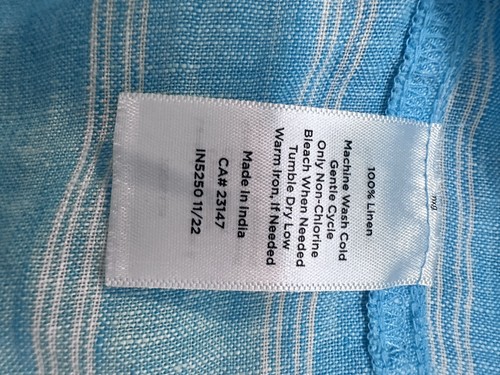 100% Linen
Machine Wash Cold
Gentle Cycle
Only Non-Chlorine
Bleach When Needed
Tumble Dry Low
Warm Iron, If Needed
Made In India
CA# 23147
IN5250 11/22